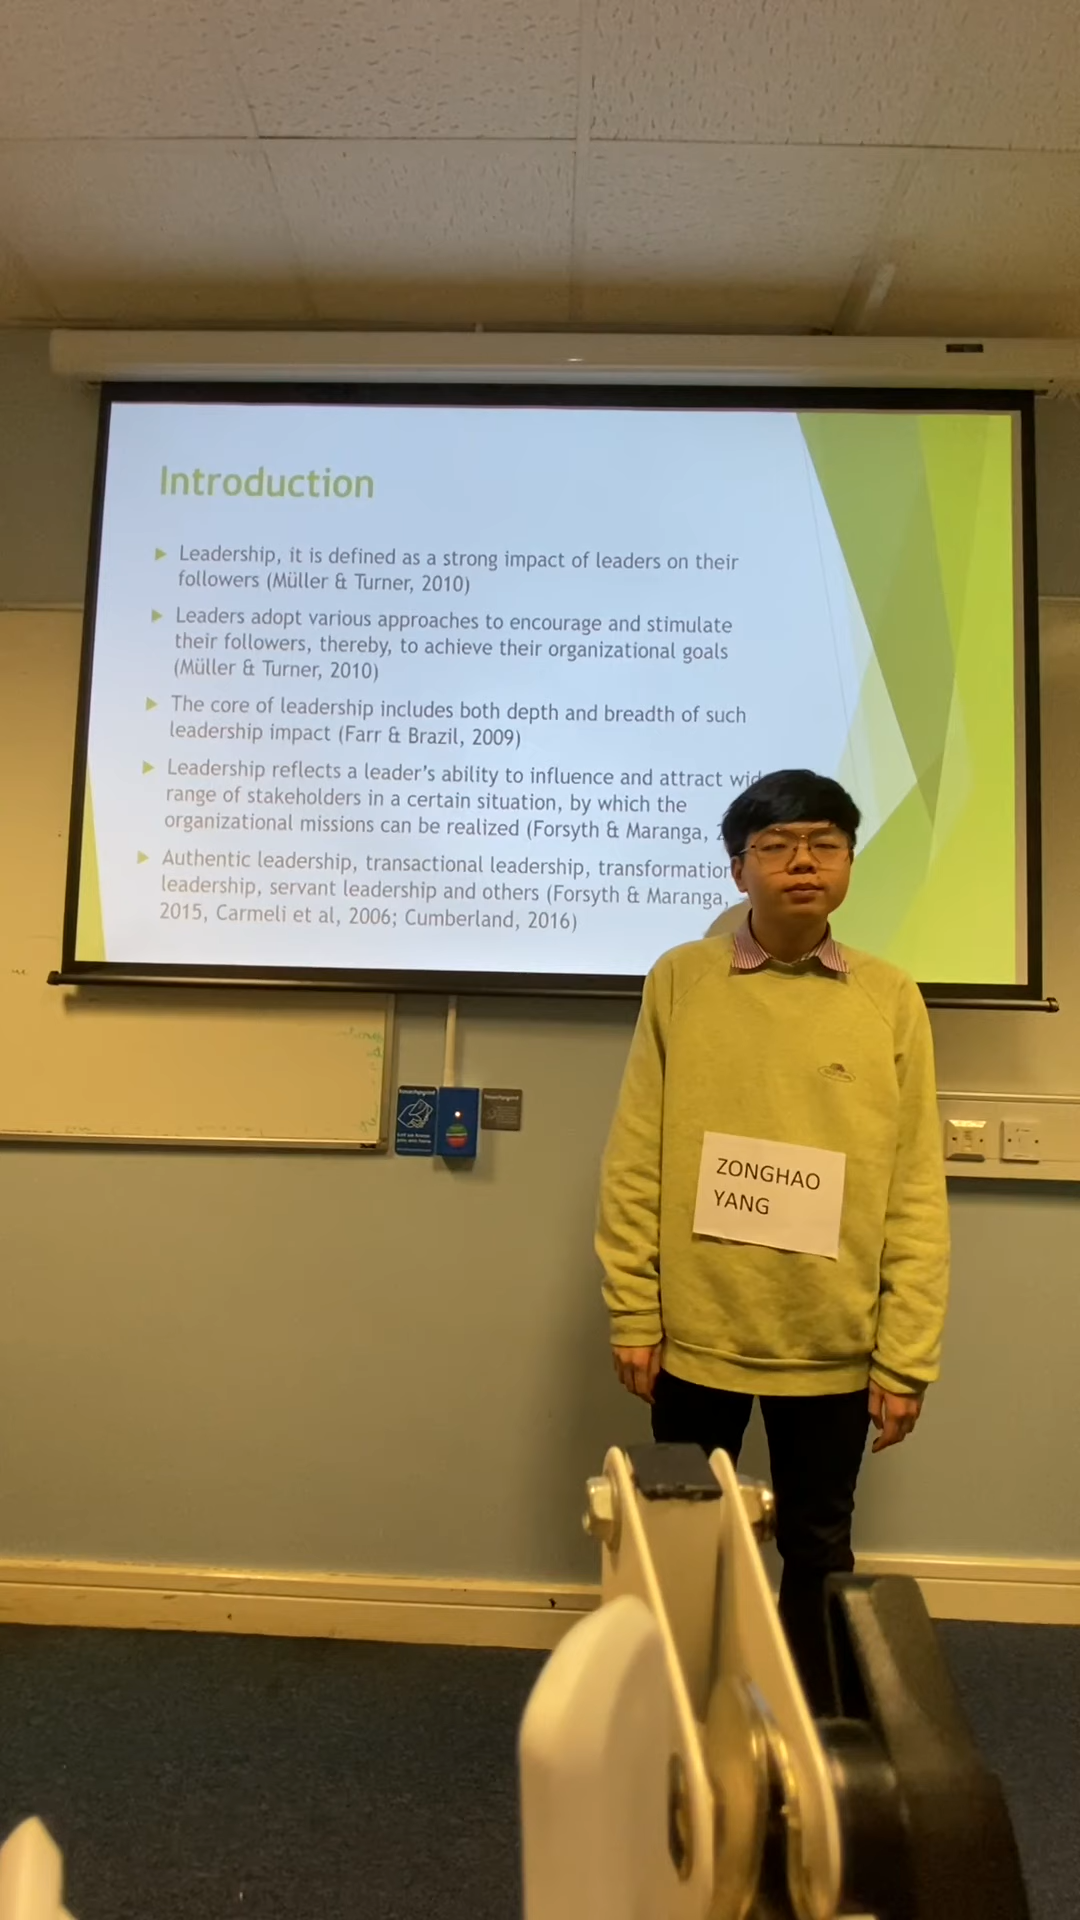 Introduction
Leadership, it is defined as a strong impact of leaders on their
followers (Müller & Turner, 2010)
Leaders adopt various approaches to encourage and stimulate
their followers, thereby, to achieve their organizational goals
(Müller & Turner, 2010)
The core of leadership includes both depth and breadth of such
leadership impact (Farr & Brazil, 2009)
Leadership reflects a leader's ability to influence and attract
range of stakeholders in a certain situation, by which the
organizational missions can be realized (Forsyth & Maranga,
Authentic leadership, transactional leadership, transformation
leadership, servant leadership and others (Forsyth & Maranga,
2015, Carmeli et al, 2006; Cumberland, 2016)
ZONGHAO
YANG